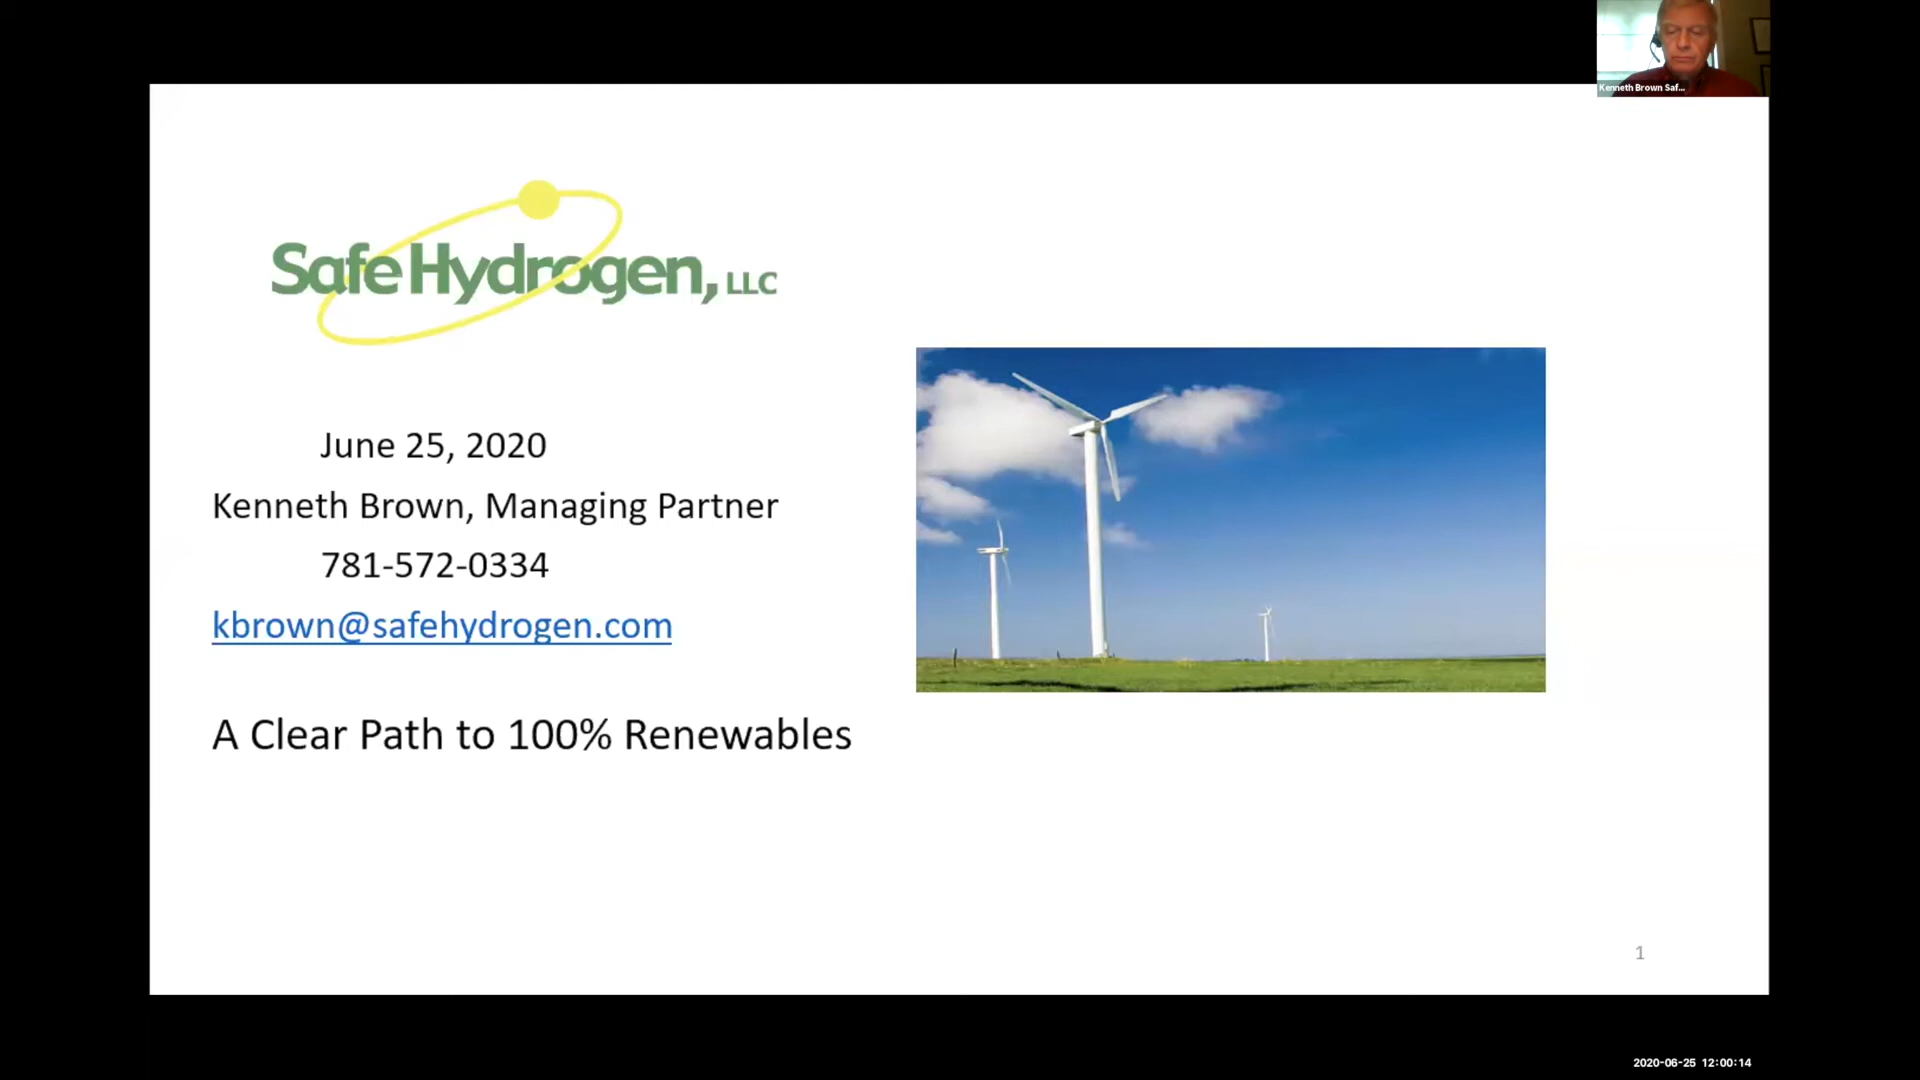 Kenneth Brown Saf...
SafeHydrogen, LLC
June 25, 2020
Kenneth Brown, Managing Partner
781-572-0334
kbrown@safehydrogen.com
A Clear Path to 100% Renewables
1
2020-06-25 12:00:14